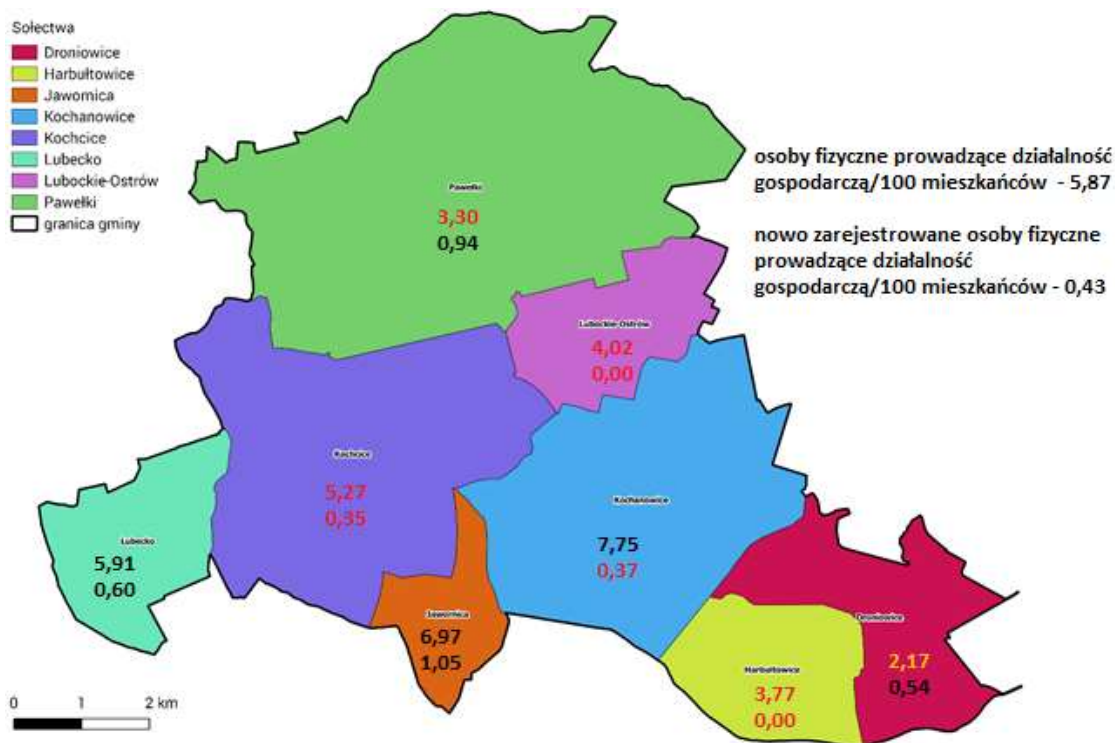 Sołectwa
Droniowice
Harbułtowice
Jawornica
Kochanowice
Kochcice
Lubecko
Lubockie-Ostrów
Pawełki
granica gminy
osoby fizyczne prowadzące działalność
gospodarczą/100 mieszkańców - 5,87
nowo zarejestrowane osoby fizyczne
prowadzące działalność
gospodarczą/100 mieszkańców - 0,43
Pawełki
3,30
0,94
Lubockie-Ostrów
4,02
0,00
Kochcice
5,27
0,35
Kochanowice
7,75
0,37
Lubecko
5,91
0,60
Jawornica
6,97
1,05
Droniowice
2,17
0,54
Harbułtowice
3,77
0,00
0 1 2 km